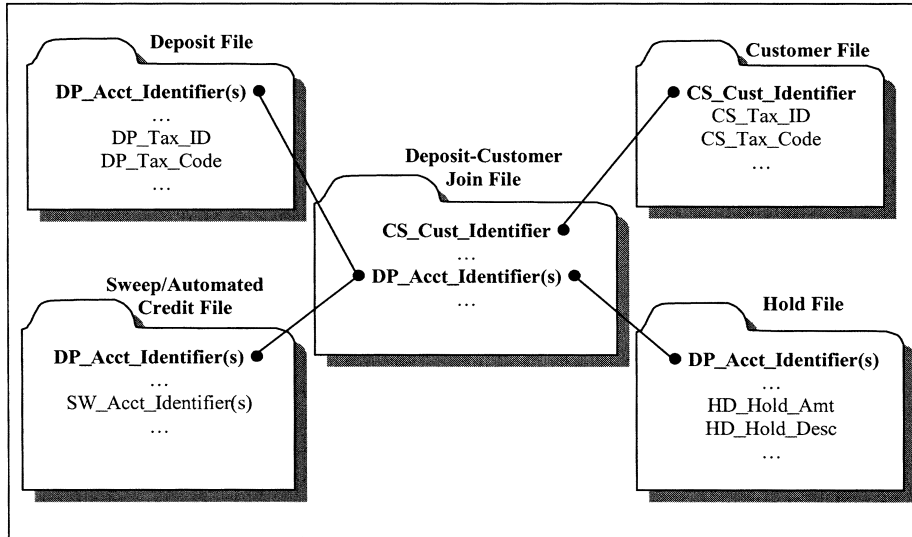 Deposit File
DP_Acct_Identifier(s)
…
DP_Tax_ID
DP_Tax_Code
…
Customer File
CS_Cust_Identifier
CS_Tax_ID
CS_Tax_Code
…
Deposit-Customer
Join File
CS_Cust_Identifier
…
DP_Acct_Identifier(s)
…
Sweep/Automated
Credit File
DP_Acct_Identifier(s)
…
SW_Acct_Identifier(s)
…
Hold File
DP_Acct_Identifier(s)
…
HD_Hold_Amt
HD_Hold_Desc
…